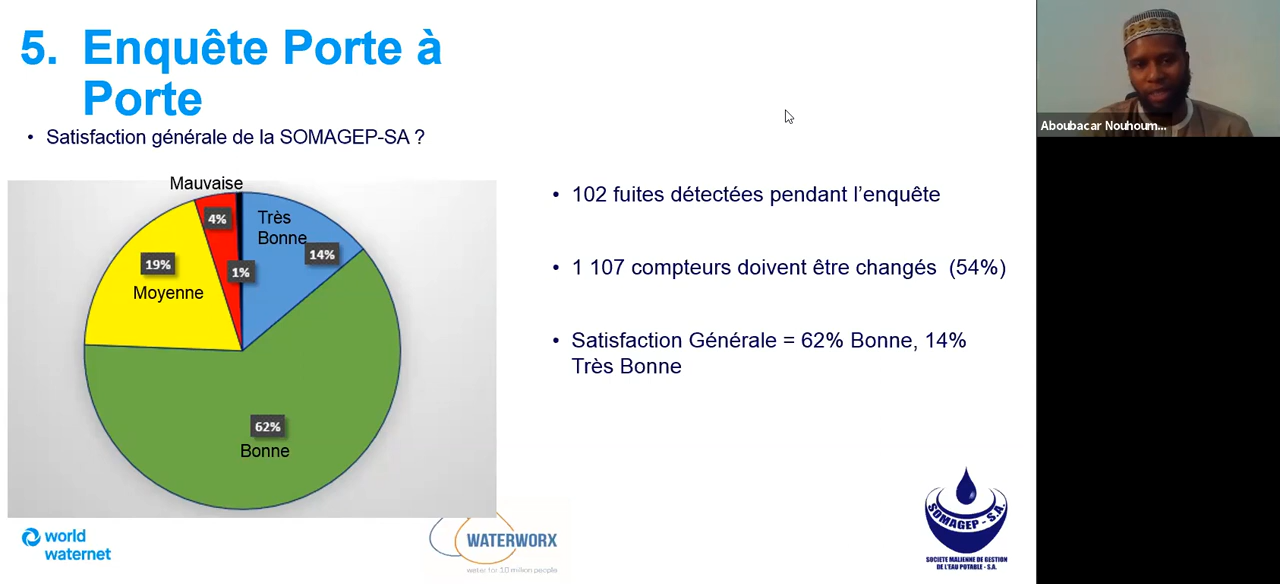 5. Enquête Porte à
Porte
• Satisfaction générale de la SOMAGEP-SA ?
Mauvaise
4%
Très
Bonne
14%
19%
1%
Moyenne
62%
Bonne
• 102 fuites détectées pendant l’enquête
• 1 107 compteurs doivent être changés (54%)
• Satisfaction Générale = 62% Bonne, 14%
Très Bonne
world
waternet
WATERWORX
water for 10 million people
SOMAGEP - S.A.
SOCIETE MALIENNE DE GESTION
DE L'EAU POTABLE - S.A.
Aboubacar Nouhoum...